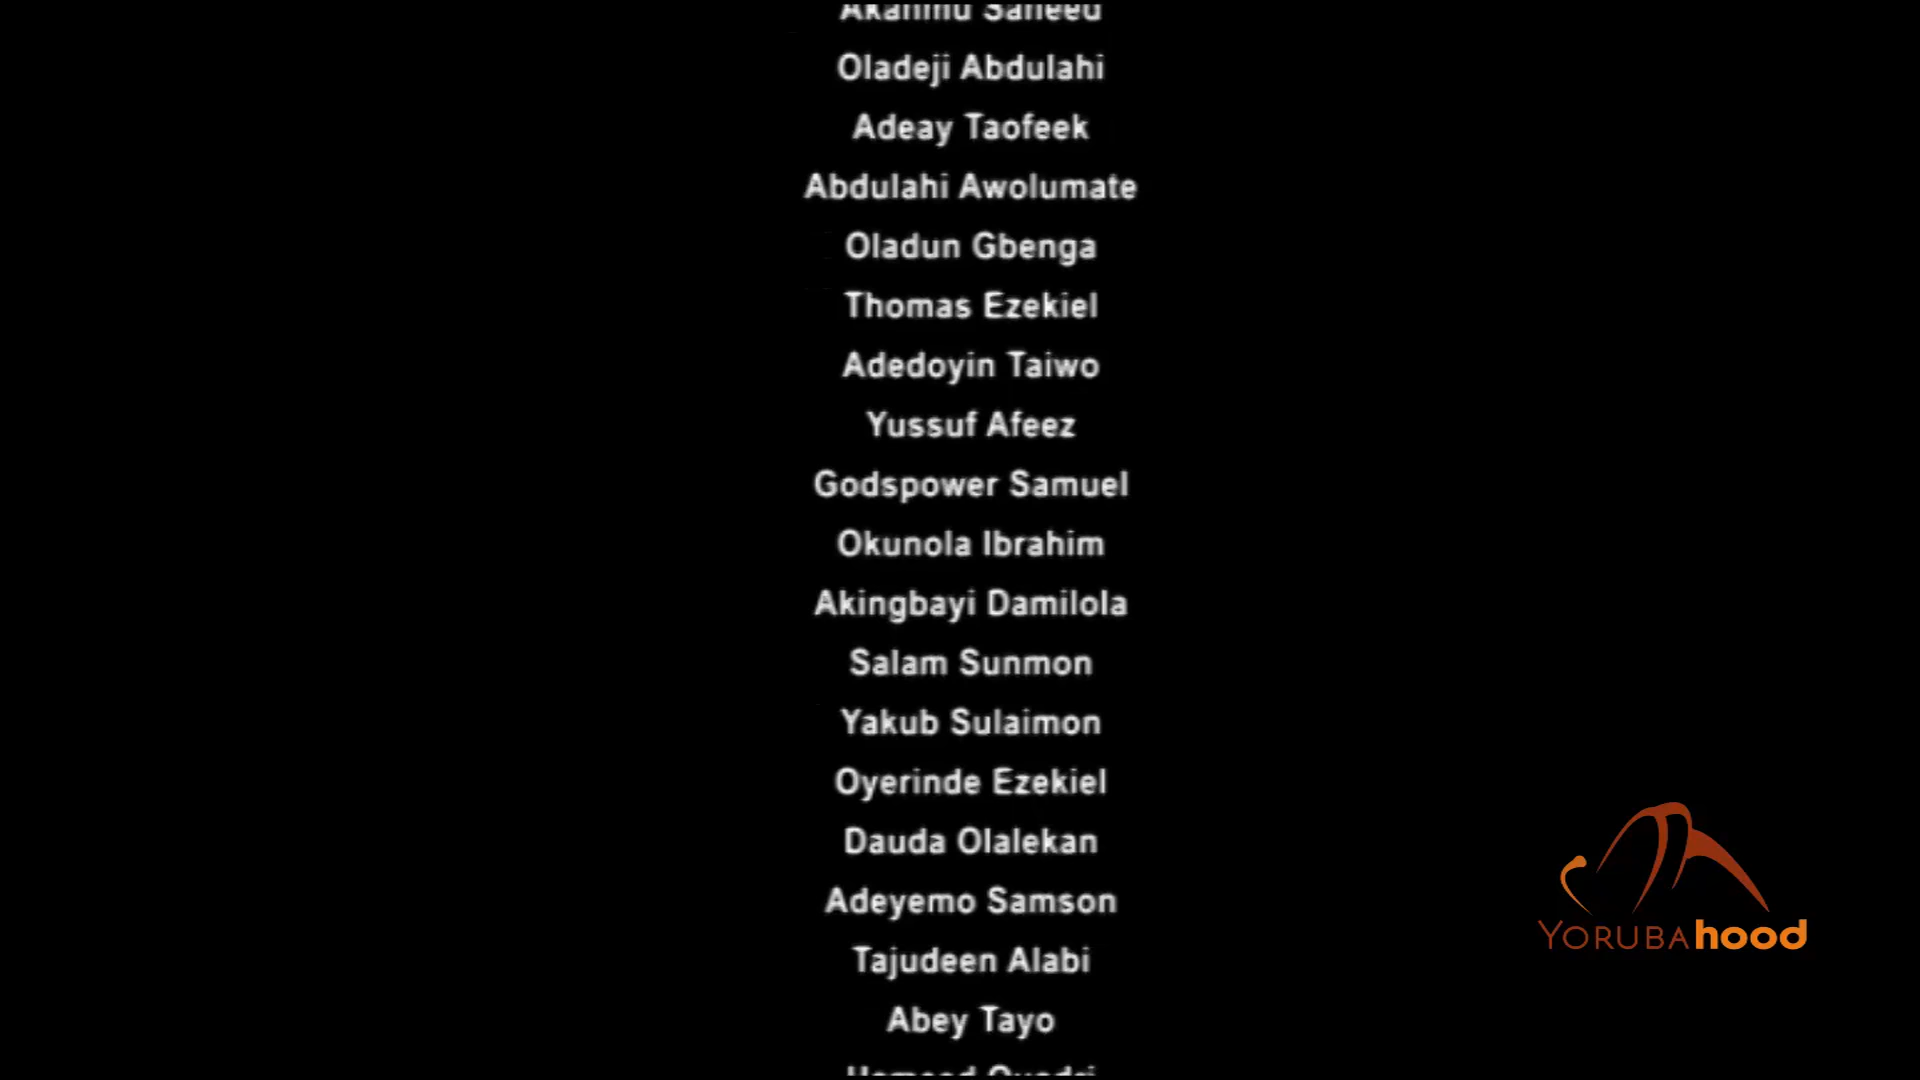 Oladeji Abdulahi
Adeay Taofeek
Abdulahi Awolumate
Oladun Gbenga
Thomas Ezekiel
Adedoyin Taiwo
Yussuf Afeez
Godspower Samuel
Okunola Ibrahim
Akingbayi Damilola
Salam Sunmon
Yakub Sulaimon
Oyerinde Ezekiel
Dauda Olalekan
Adeyemo Samson
Tajudeen Alabi
Abey Tayo
YORUBAhood